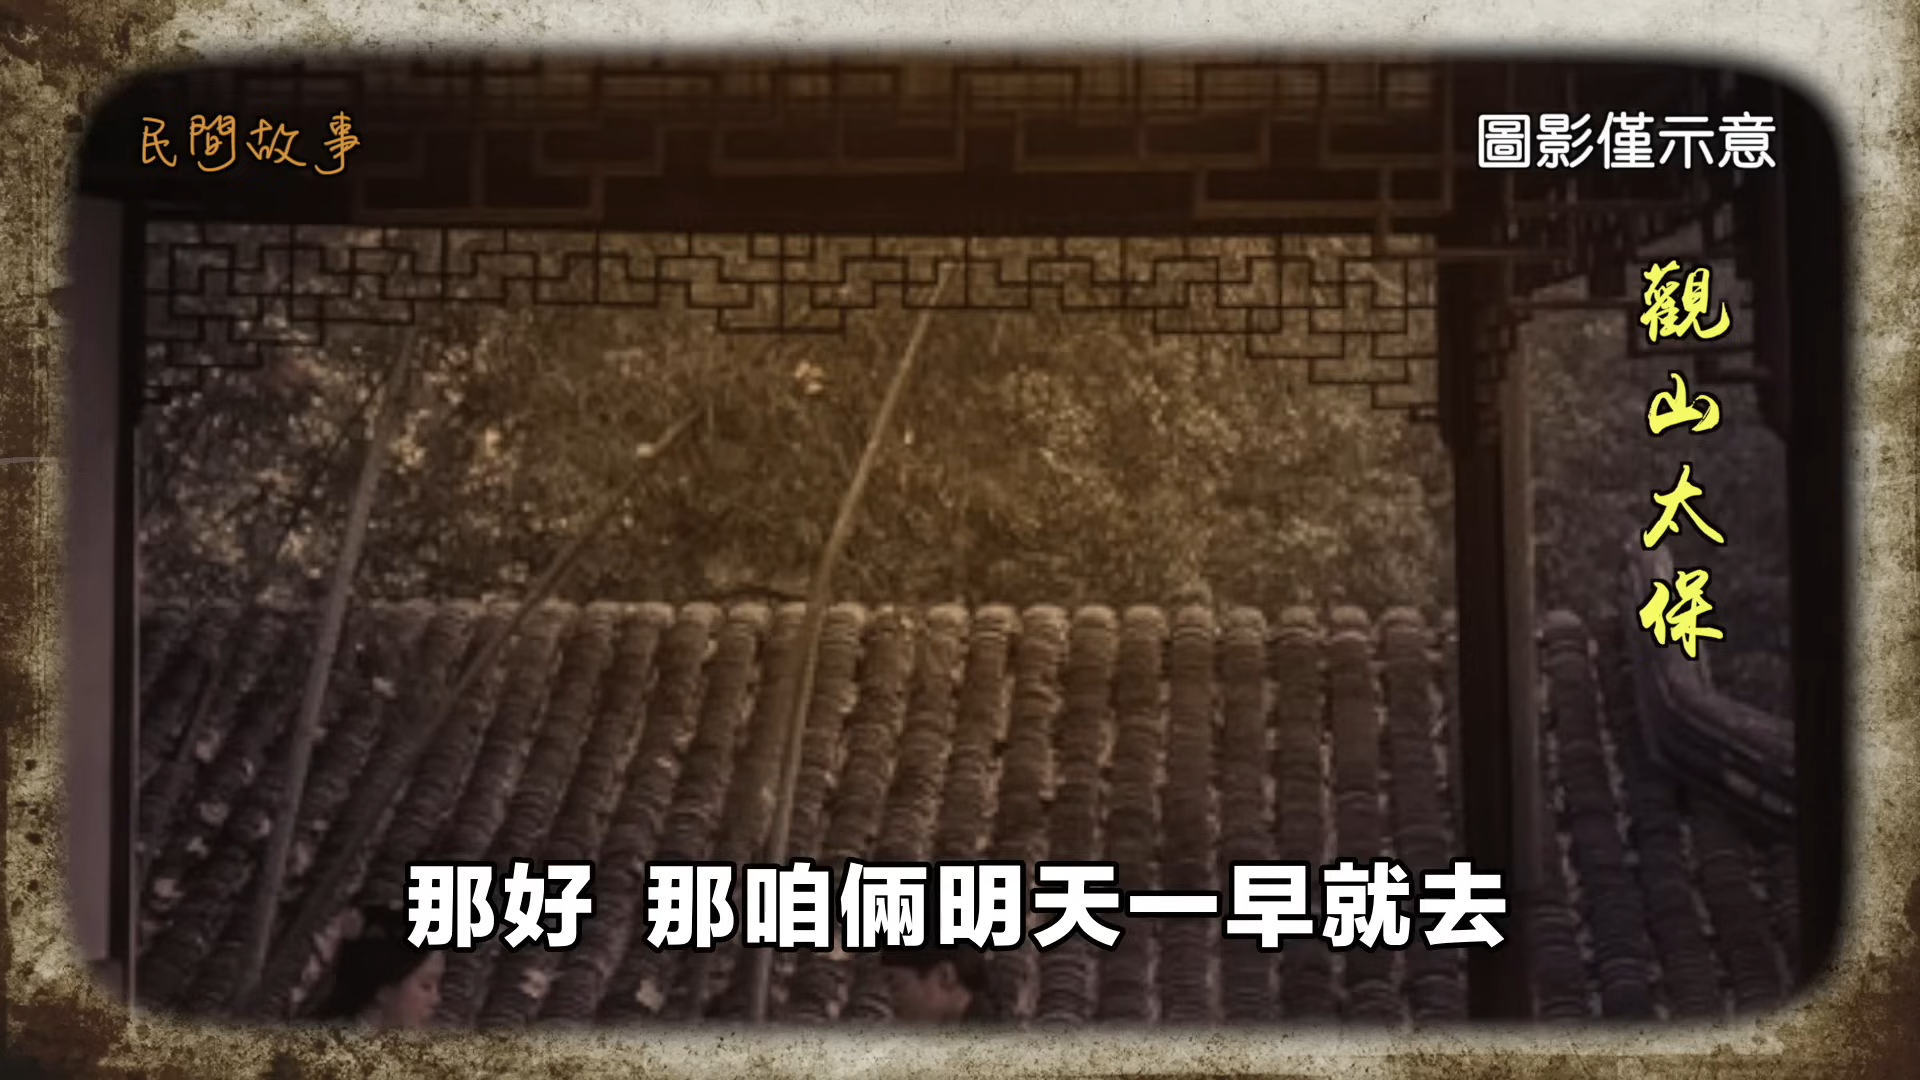 民間故事
圖影僅示意
觀山太保
那好 那咱倆明天一早就去